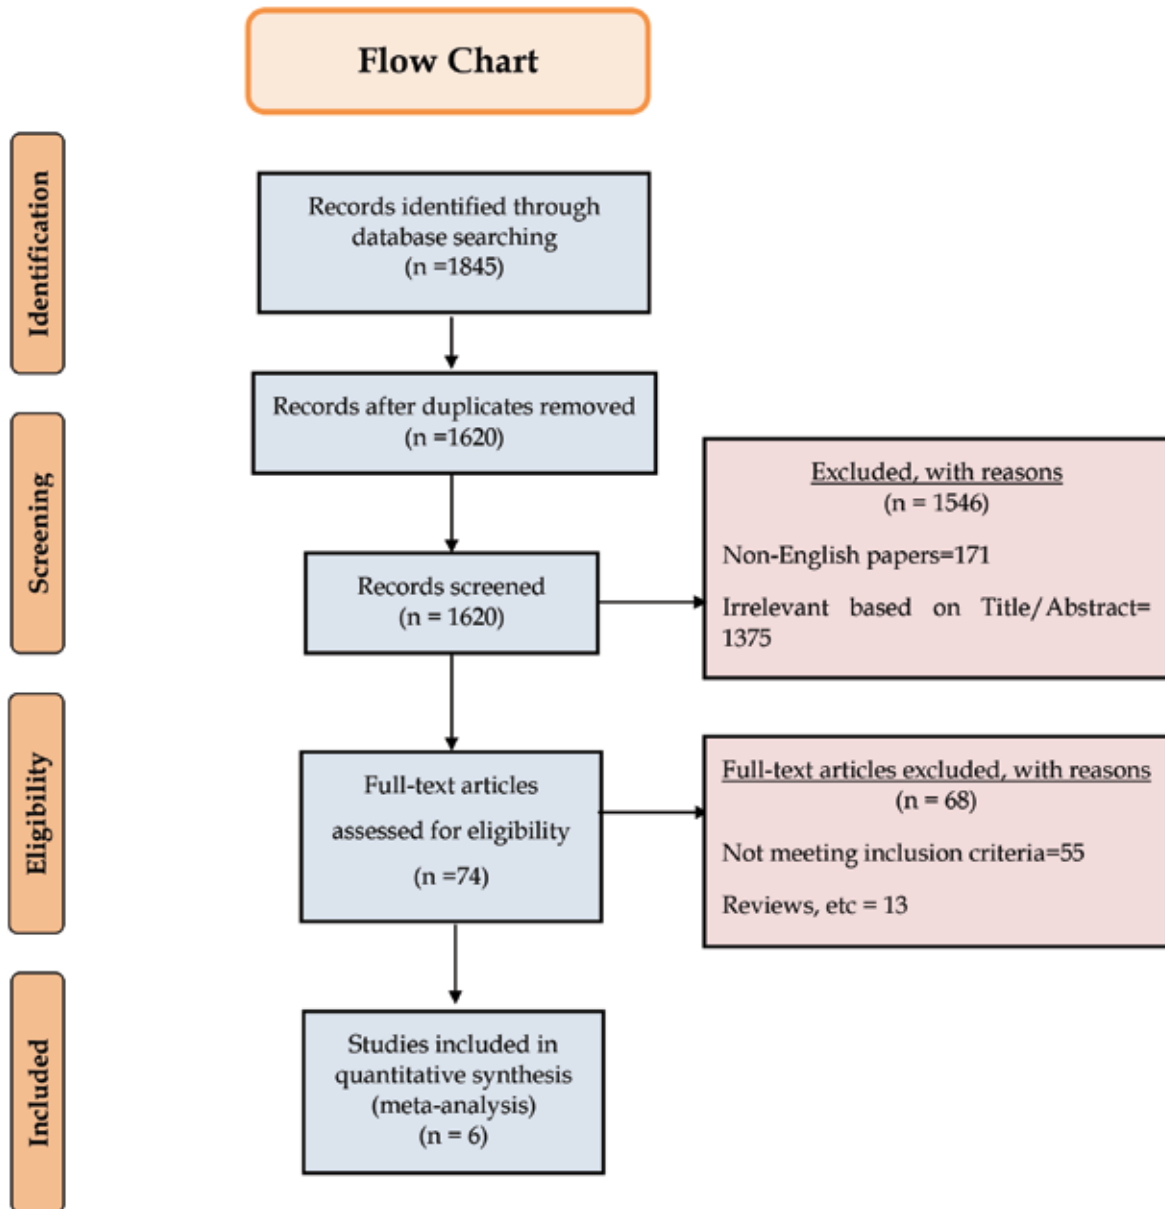 Flow Chart
Identification
Records identified through
database searching
(n =1845)
Records after duplicates removed
(n =1620)
Screening
Records screened
(n = 1620)
Excluded, with reasons
(n = 1546)
Non-English papers=171
Irrelevant based on Title/Abstract=
1375
Eligibility
Full-text articles
assessed for eligibility
(n =74)
Full-text articles excluded, with reasons
(n = 68)
Not meeting inclusion criteria=55
Reviews, etc = 13
Included
Studies included in
quantitative synthesis
(meta-analysis)
(n = 6)